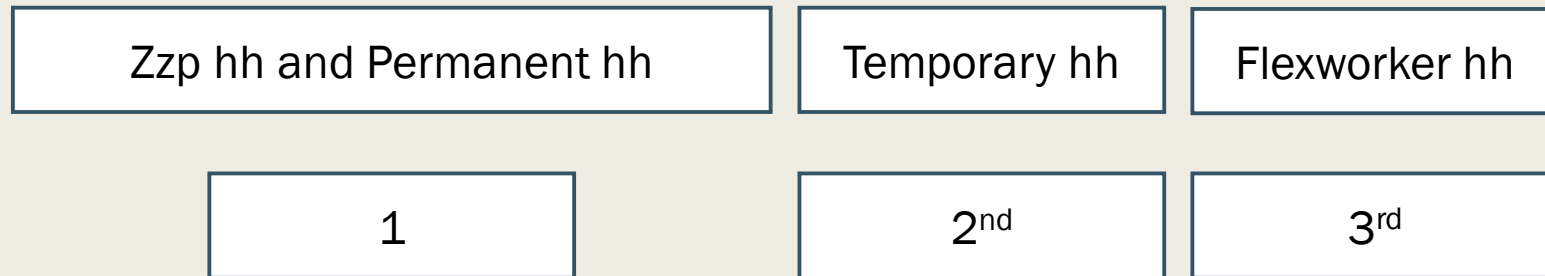 Zzp hh and Permanent hh
Temporary hh
Flexworker hh
1
2nd
3rd